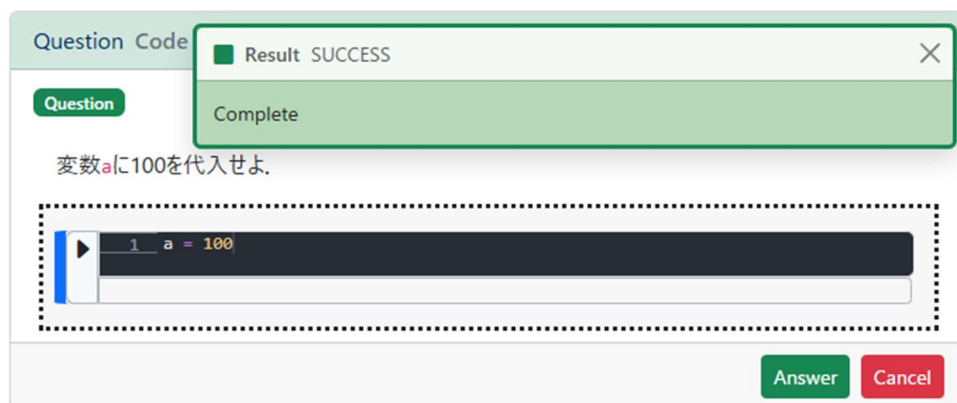 Question Code
Result SUCCESS
Complete
Question
変数aに100を代入せよ.
1 a = 100
Answer
Cancel